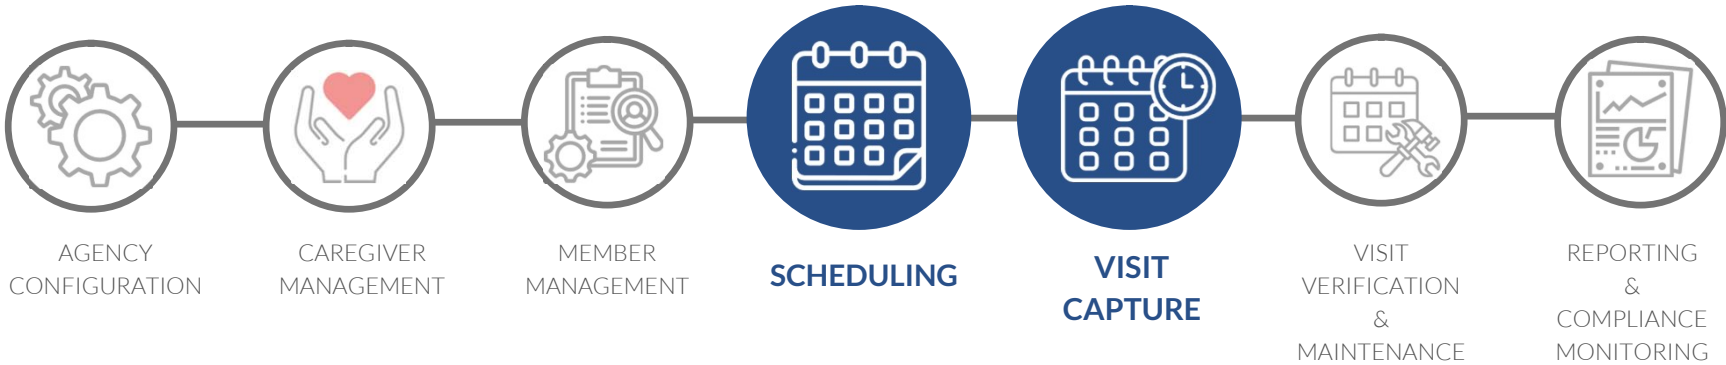 AGENCY
CONFIGURATION
CAREGIVER
MANAGEMENT
MEMBER
MANAGEMENT
SCHEDULING
VISIT
CAPTURE
VISIT
VERIFICATION
&
MAINTENANCE
REPORTING
&
COMPLIANCE
MONITORING